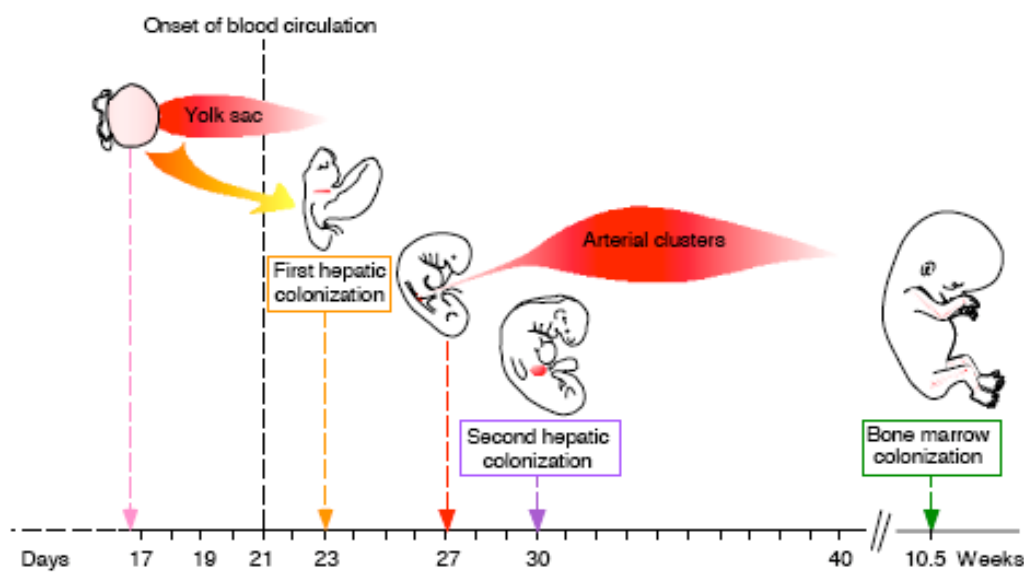 Onset of blood circulation
Yolk sac
Arterial clusters
First hepatic
colonization
Second hepatic
colonization
Bone marrow
colonization
@
Days 17 19 21 23 27 30 40 10.5 Weeks